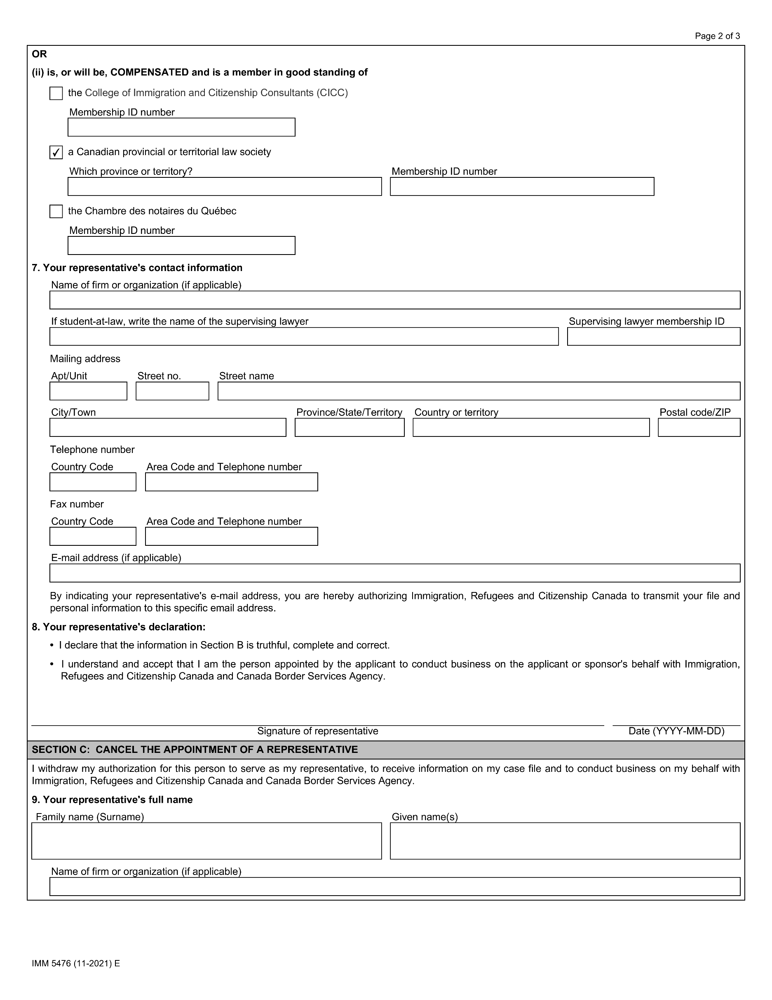 Page 2 of 3
OR
(ii) is, or will be, COMPENSATED and is a member in good standing of
the College of Immigration and Citizenship Consultants (CICC)
Membership ID number
✓ a Canadian provincial or territorial law society
Which province or territory? Membership ID number
the Chambre des notaires du Québec
Membership ID number
7. Your representative's contact information
Name of firm or organization (if applicable)
If student-at-law, write the name of the supervising lawyer Supervising lawyer membership ID
Mailing address
Apt/Unit Street no. Street name
City/Town Province/State/Territory Country or territory Postal code/ZIP
Telephone number
Country Code Area Code and Telephone number
Fax number
Country Code Area Code and Telephone number
E-mail address (if applicable)
By indicating your representative's e-mail address, you are hereby authorizing Immigration, Refugees and Citizenship Canada to transmit your file and
personal information to this specific email address.
8. Your representative's declaration:
• I declare that the information in Section B is truthful, complete and correct.
• I understand and accept that I am the person appointed by the applicant to conduct business on the applicant or sponsor's behalf with Immigration,
Refugees and Citizenship Canada and Canada Border Services Agency.
Signature of representative Date (YYYY-MM-DD)
SECTION C: CANCEL THE APPOINTMENT OF A REPRESENTATIVE
I withdraw my authorization for this person to serve as my representative, to receive information on my case file and to conduct business on my behalf with
Immigration, Refugees and Citizenship Canada and Canada Border Services Agency.
9. Your representative's full name
Family name (Surname) Given name(s)
Name of firm or organization (if applicable)
IMM 5476 (11-2021) E